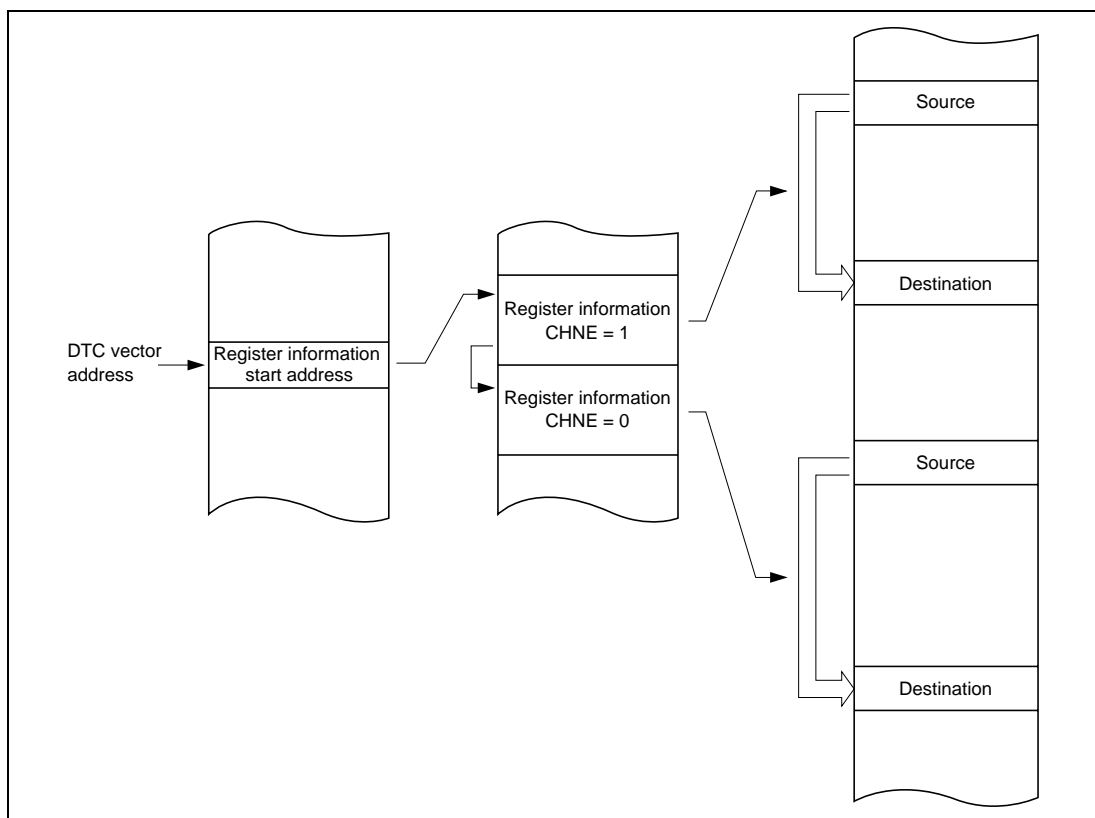 DTC vector
address
Register information
start address
Register information
CHNE = 1
Register information
CHNE = 0
Source
Destination
Source
Destination